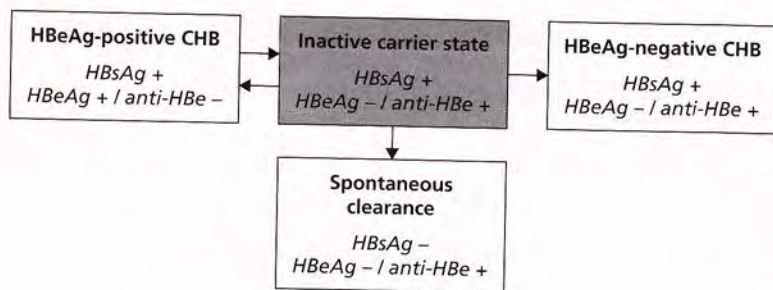 HBeAg-positive CHB
HBsAg +
HBeAg + / anti-HBe –
Inactive carrier state
HBsAg +
HBeAg – / anti-HBe +
HBeAg-negative CHB
HBsAg +
HBeAg – / anti-HBe +
Spontaneous
clearance
HBsAg –
HBeAg – / anti-HBe +